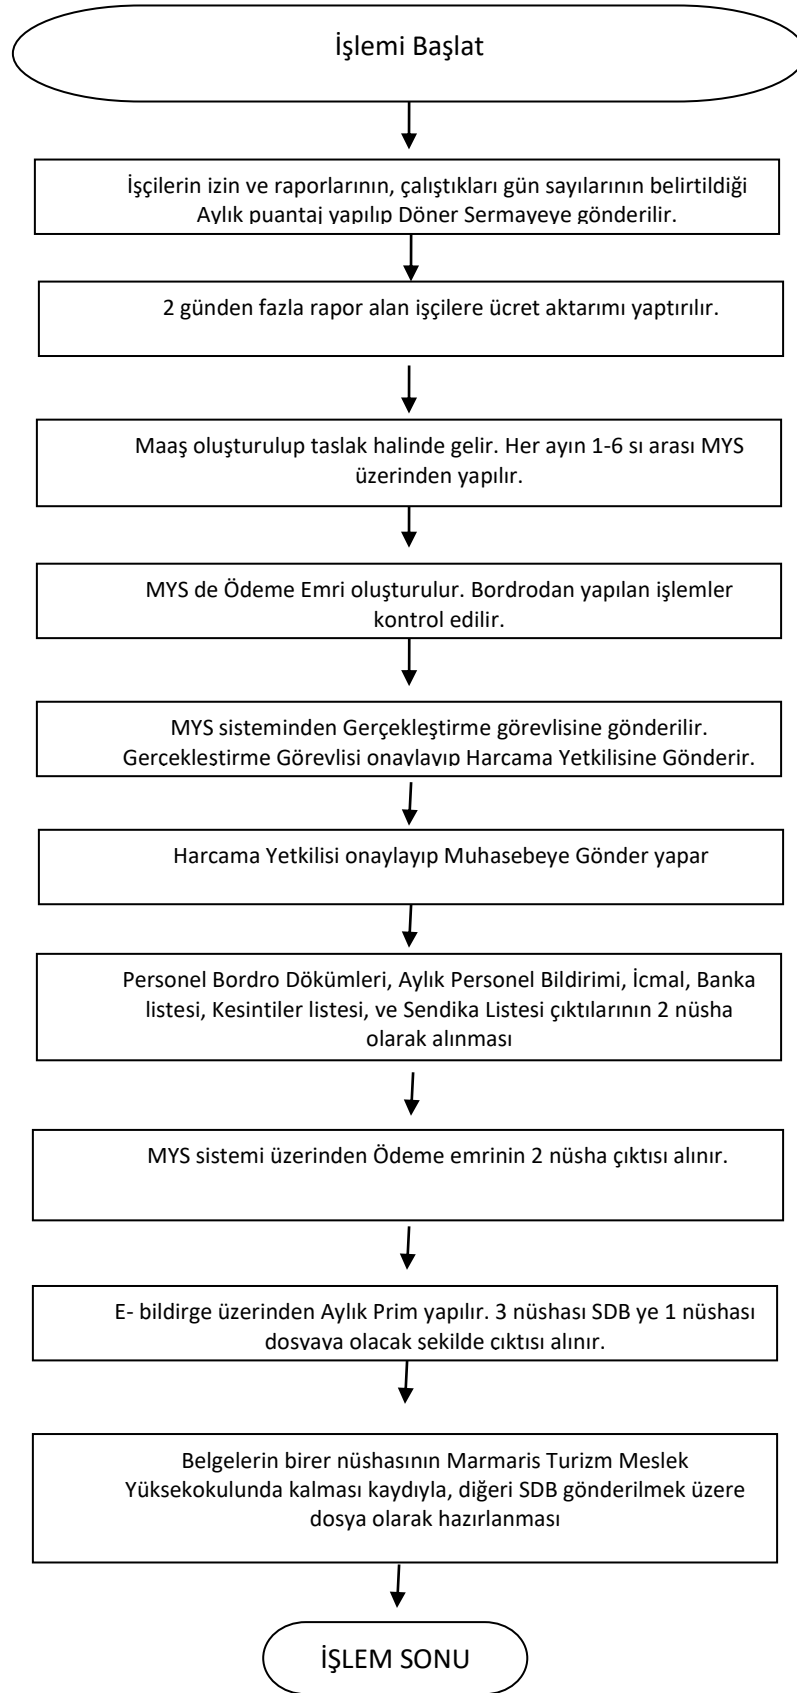 İşlemi Başlat
İşçilerin izin ve raporlarının, çalıştıkları gün sayılarının belirtildiği
Aylık puantaj yapılıp Döner Sermayeye gönderilir.
2 günden fazla rapor alan işçilere ücret aktarımı yaptırılır.
Maaş oluşturulup taslak halinde gelir. Her ayın 1-6 sı arası MYS
üzerinden yapılır.
MYS de Ödeme Emri oluşturulur. Bordrodan yapılan işlemler
kontrol edilir.
MYS sisteminden Gerçekleştirme görevlisine gönderilir.
Gerçekleştirme Görevlisi onaylayıp Harcama Yetkilisine Gönderir.
Harcama Yetkilisi onaylayıp Muhasebeye Gönder yapar
Personel Bordro Dökümleri, Aylık Personel Bildirimi, İcmal, Banka
listesi, Kesintiler listesi, ve Sendika Listesi çıktılarının 2 nüsha
olarak alınması
MYS sistemi üzerinden Ödeme emrinin 2 nüsha çıktısı alınır.
E- bildirge üzerinden Aylık Prim yapılır. 3 nüshası SDB ye 1 nüshası
dosyaya olacak şekilde çıktısı alınır.
Belgelerin birer nüshasının Marmaris Turizm Meslek
Yüksekokulunda kalması kaydıyla, diğeri SDB gönderilmek üzere
dosya olarak hazırlanması
İŞLEM SONU